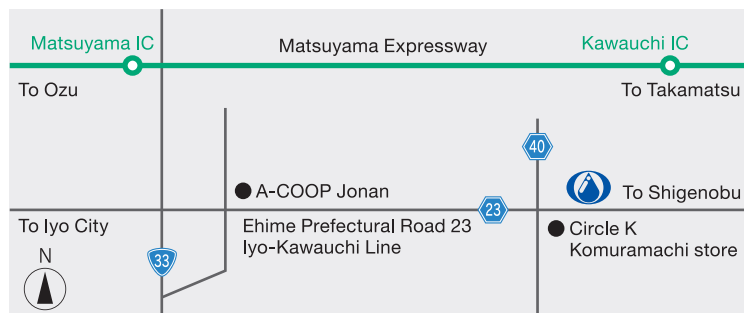 Matsuyama IC
Matsuyama Expressway
Kawauchi IC
To Ozu
To Takamatsu
40
A-COOP Jonan
To Shigenobu
23
To Iyo City
Ehime Prefectural Road 23
Iyo-Kawauchi Line
Circle K
Komuramachi store
33
N